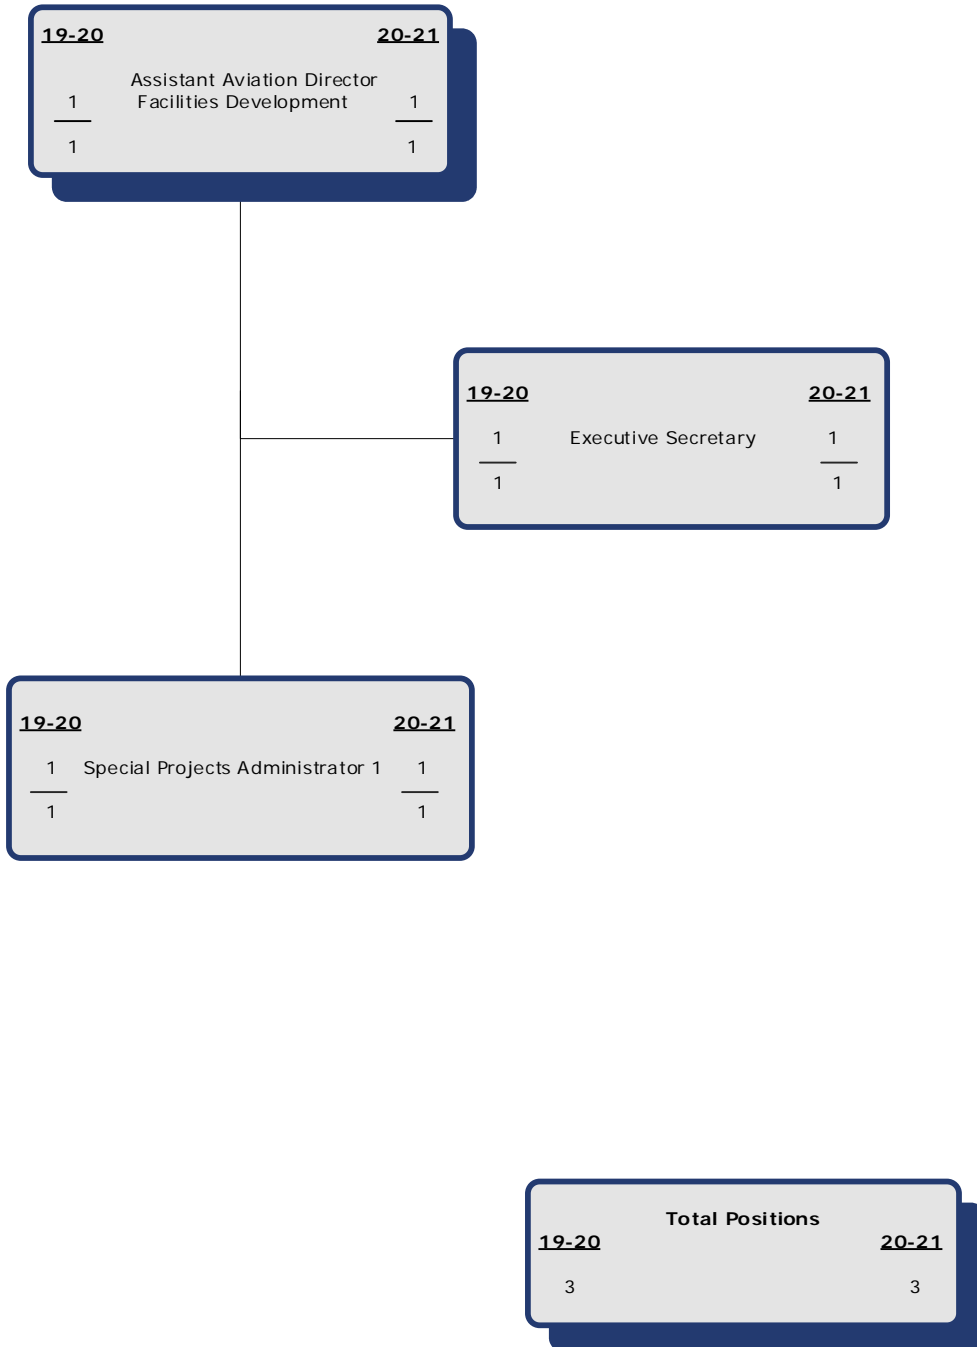 19-20 20-21
Assistant Aviation Director
1 Facilities Development 1
1 1
19-20 20-21
1 Executive Secretary 1
1 1
19-20 20-21
1 Special Projects Administrator 1 1
1 1
Total Positions
19-20 20-21
3 3